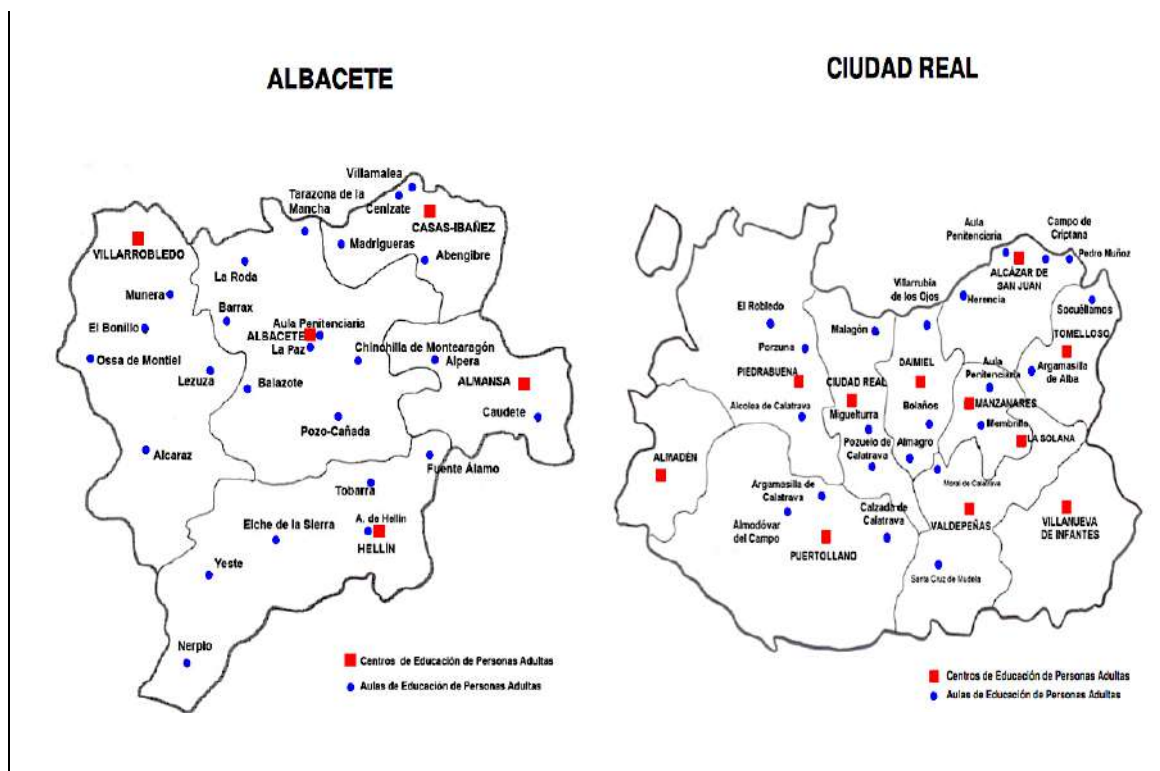 ALBACETE
Villamalea
Tarazona de la
Mancha
Cenizate
CASAS-IBAÑEZ
VILLARROBLEDO
Madrigueras
Abengibre
La Roda
Munera
Barrax
El Bonillo
Aula Penitenciaria
ALBACETE
La Paz
Chinchilla de Montearagón
Ossa de Montiel
Alpera
Lezuza
Balazote
ALMANSA
Caudete
Pozo-Cañada
Alcaraz
Fuente Álamo
Tobarra
Elche de la Sierra
A. de Hellín
HELLÍN
Yeste
Nerpio
Centros de Educación de Personas Adultas
Aulas de Educación de Personas Adultas
CIUDAD REAL
Aula
Penitenciaria
Campo de
Criptana
Pedro Nuñoz
ALCÁZAR DE
SAN JUAN
Villarrubia
de los Ojos
Herencia
Socuéllamos
El Robledo
Malagón
TOMELLOSO
Porzuna
DAIMIEL
Aula
Penitenciaria
Argamasilla
de Alba
PIEDRABUENA
CIUDAD REAL
MANZANARES
Alcolea de Calatrava
Miguelturra
Bolaños
Membrilla
LA SOLANA
Pozuelo de
Calatrava
Almagro
ALMADÉN
Moral de Calatrava
Argamasilla de
Calatrava
Calzada de
Calatrava
Almodóvar
del Campo
VALDEPEÑAS
VILLANUEVA
DE INFANTES
PUERTOLLANO
Santa Cruz de Mudela
Centros de Educación de Personas Adultas
Aulas de Educación de Personas Adultas